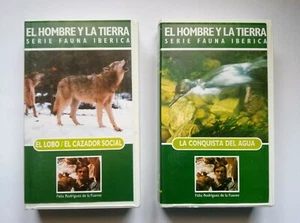 EL HOMBRE Y LA TIERRA
SERIE FAUNA IBERICA
EL LOBO / EL CAZADOR SOCIAL
Félix Rodríguez de la Fuente
EL HOMBRE Y LA TIERRA
SERIE FAUNA IBERICA
LA CONQUISTA DEL AGUA
Félix Rodríguez de la Fuente